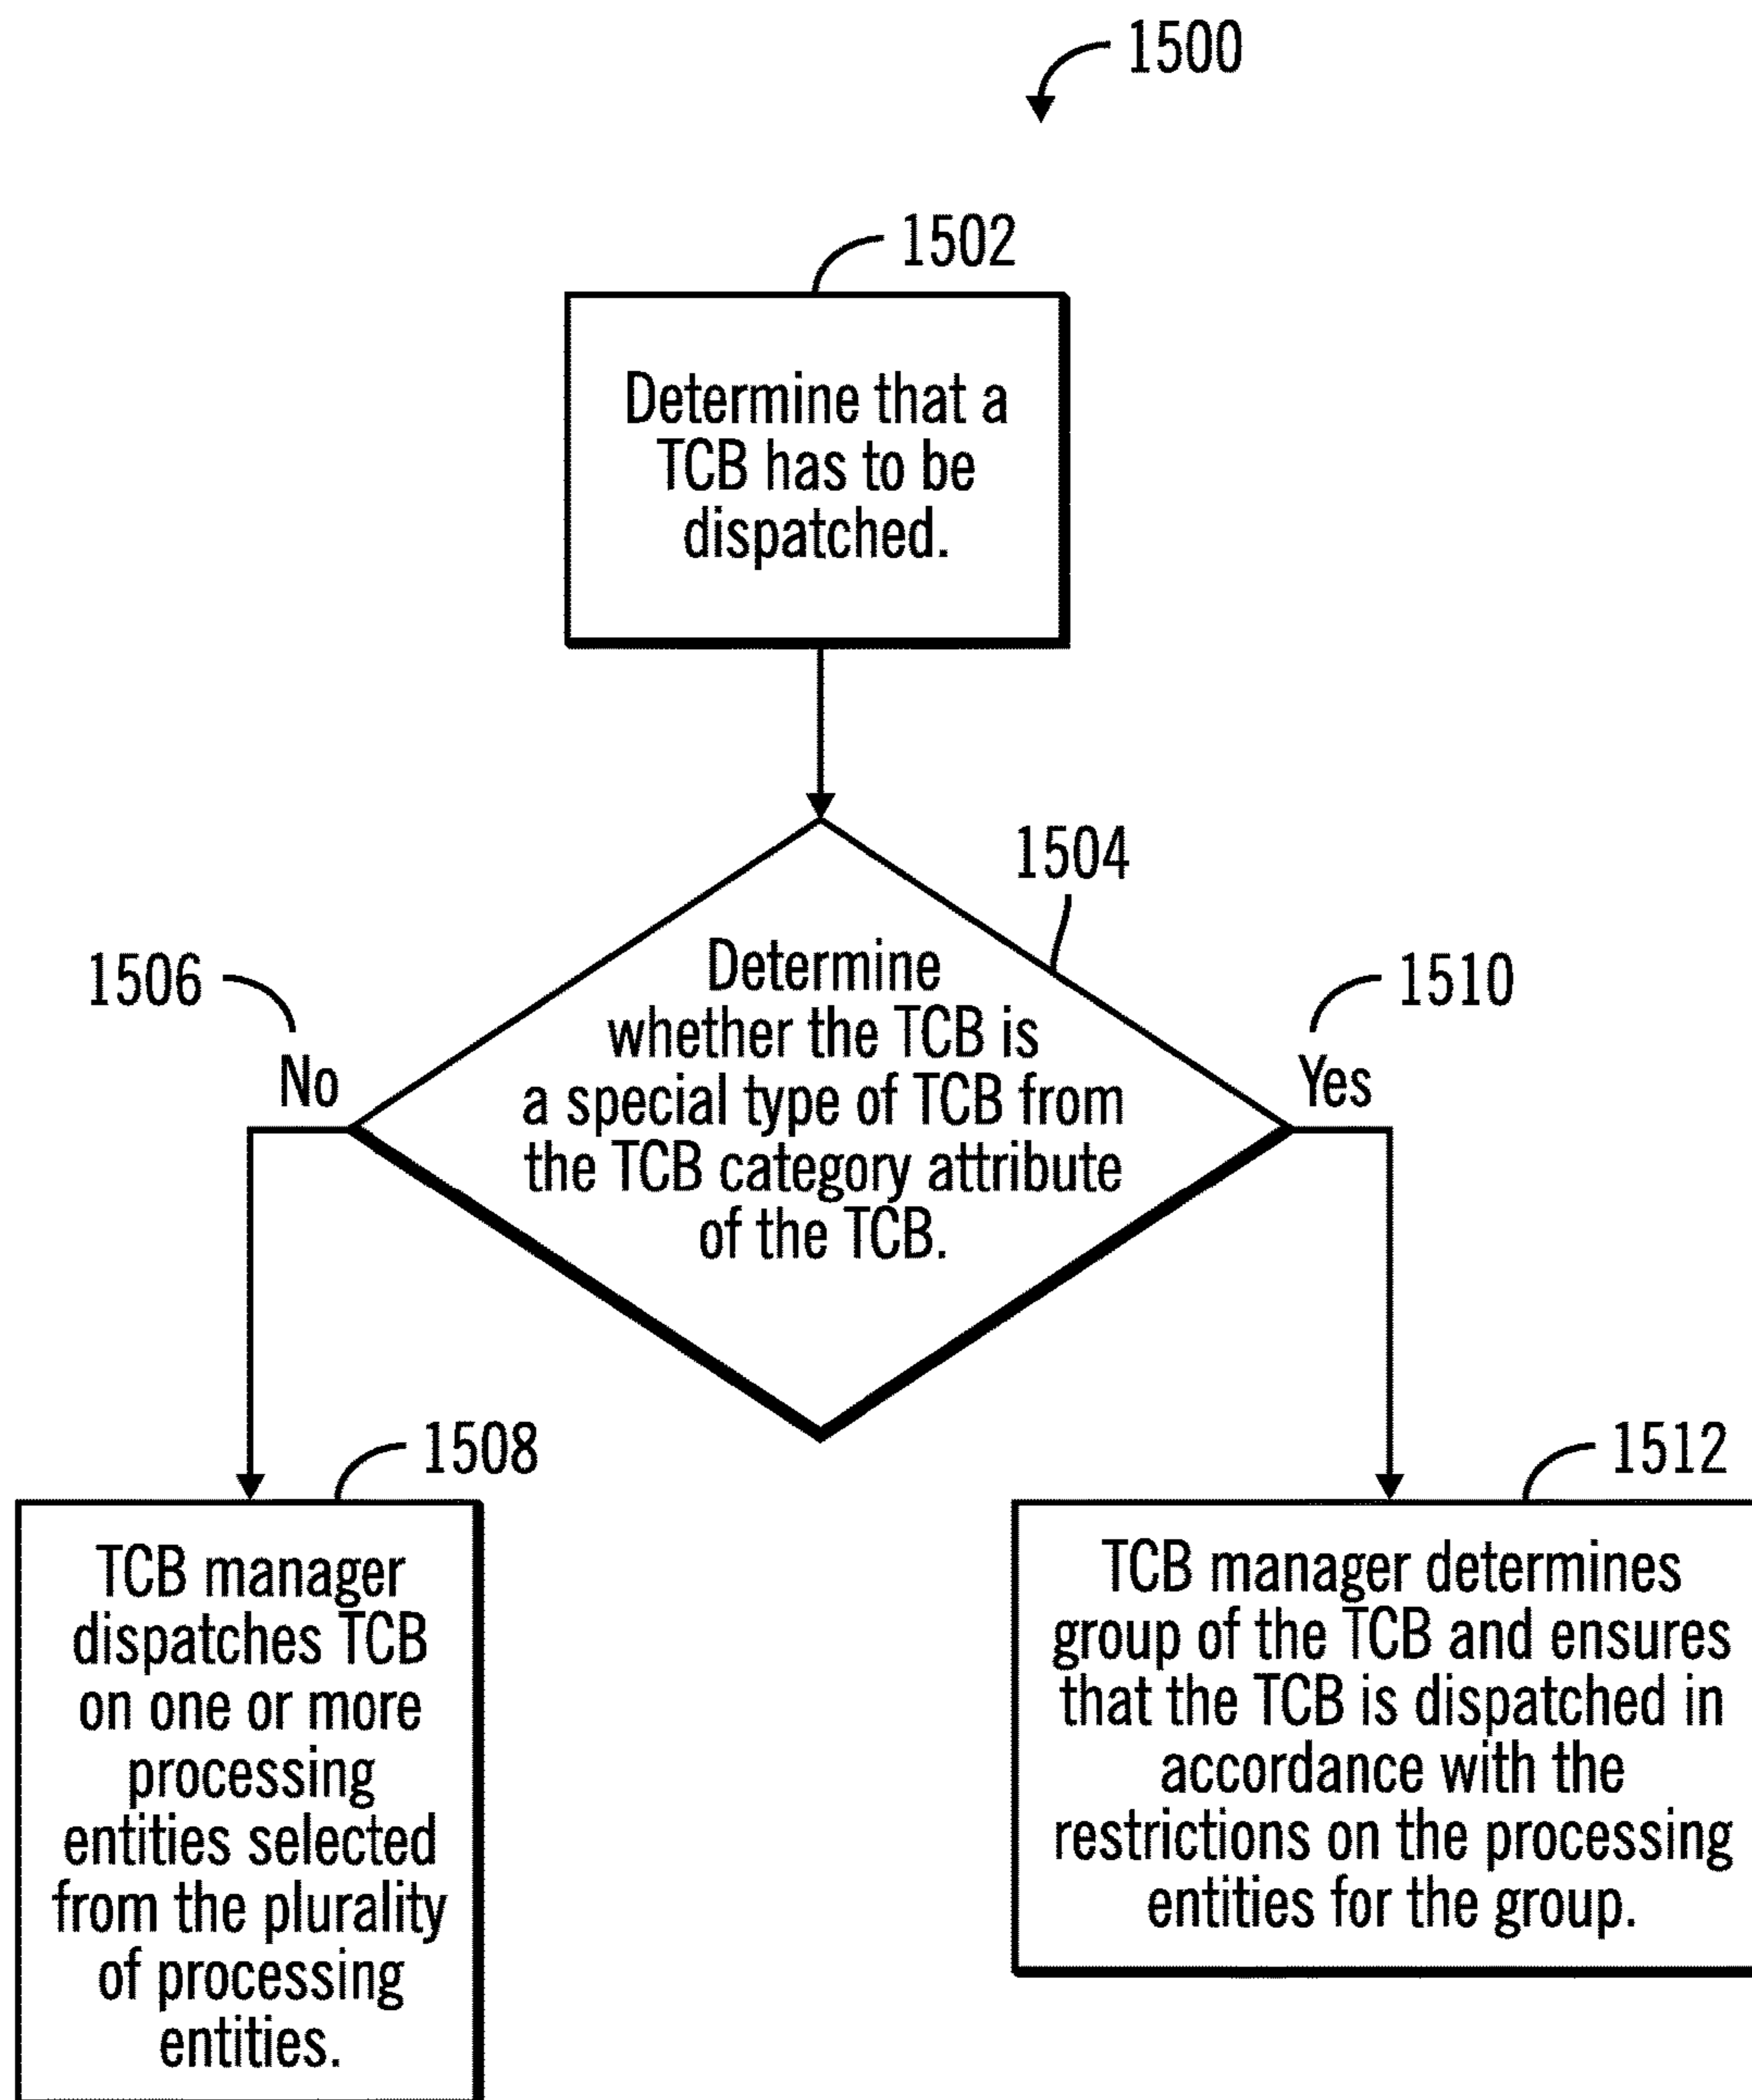 1500
1502
Determine that a
TCB has to be
dispatched.
1504
Determine
whether the TCB is
a special type of TCB from
the TCB category attribute
of the TCB.
1506
No
1510
Yes
1508
TCB manager
dispatches TCB
on one or more
processing
entities selected
from the plurality
of processing
entities.
1512
TCB manager determines
group of the TCB and ensures
that the TCB is dispatched in
accordance with the
restrictions on the processing
entities for the group.